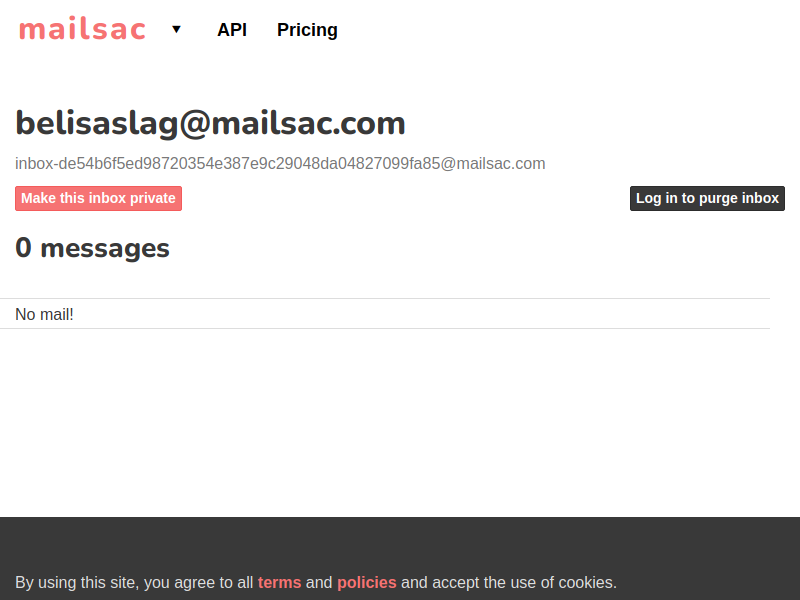 mailsac ▼ API Pricing
belisaslag@mailsac.com
inbox-de54b6f5ed98720354e387e9c29048da04827099fa85@mailsac.com
Make this inbox private Log in to purge inbox
0 messages
No mail!
By using this site, you agree to all terms and policies and accept the use of cookies.